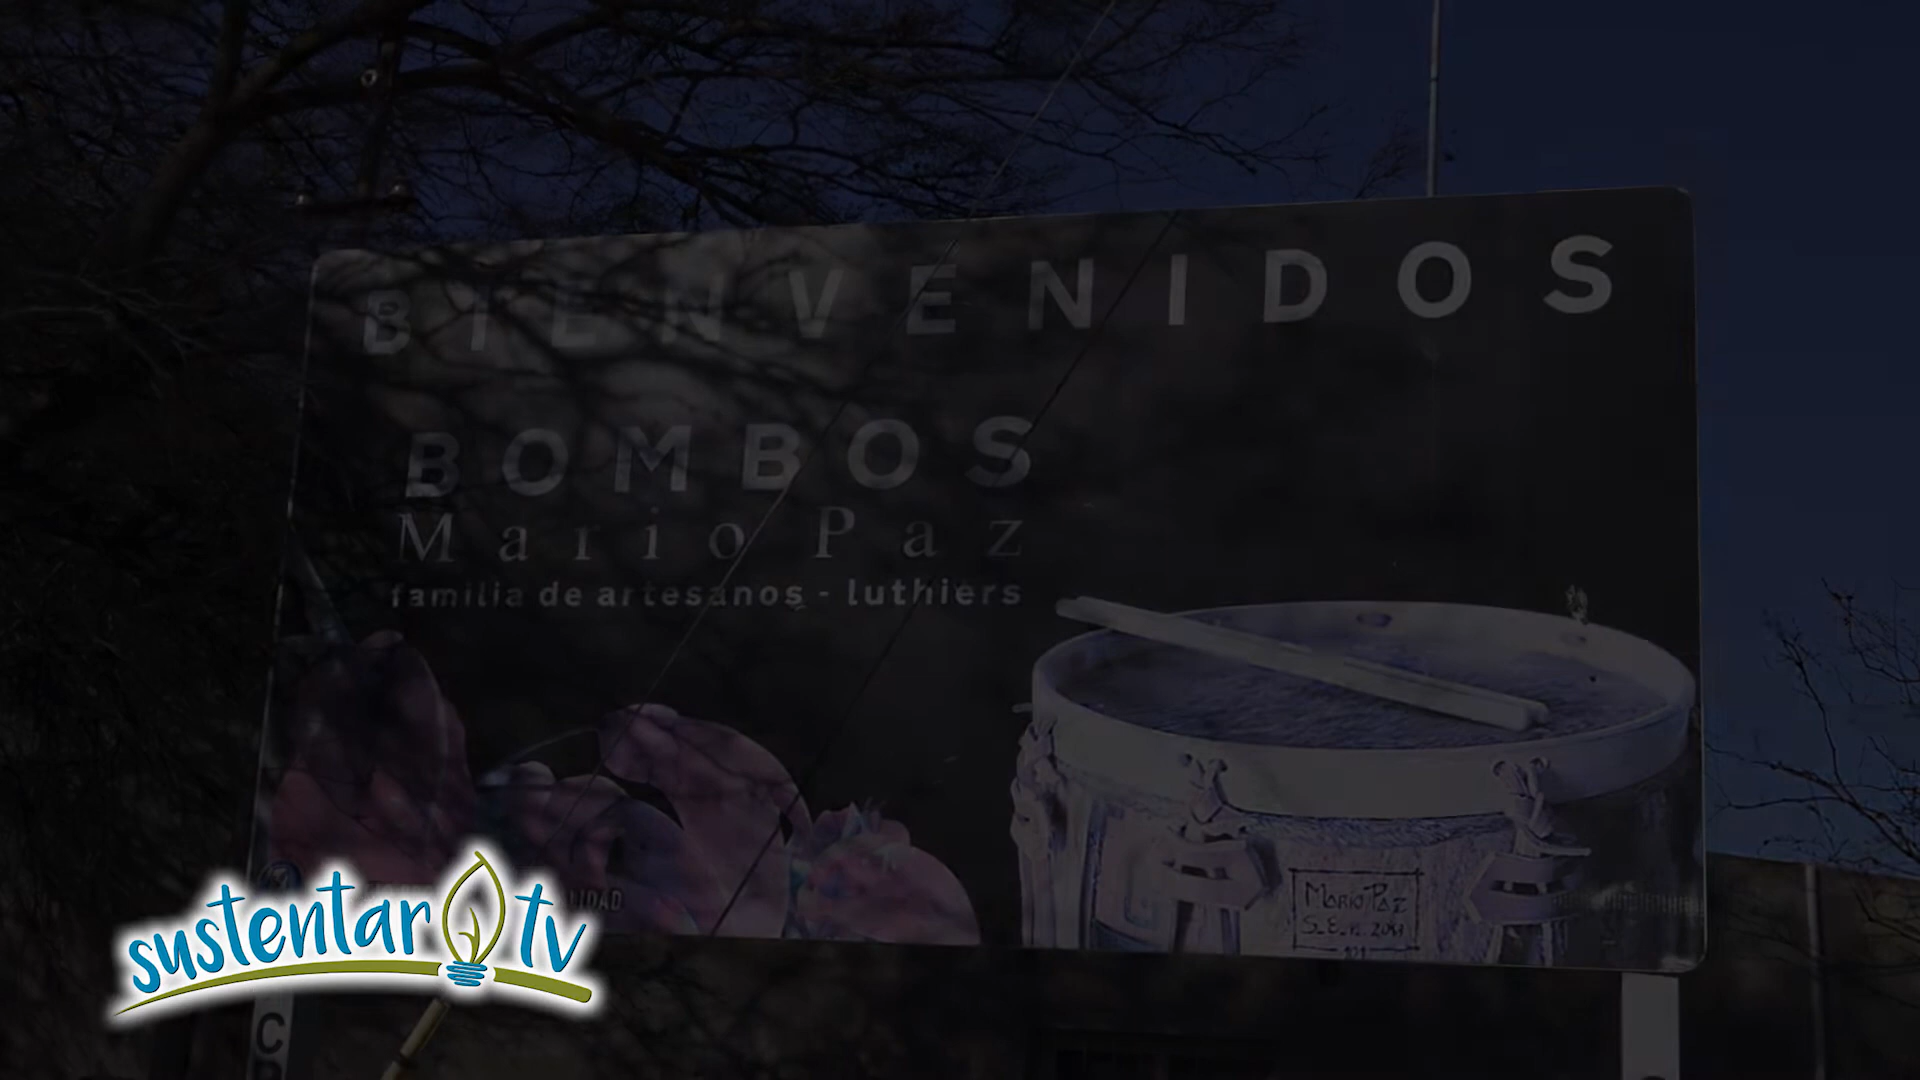 BIENVENIDOS
BOMBOS
Mario Paz
familia de artesanos - luthiers
MARIO PAZ
sustentar tv